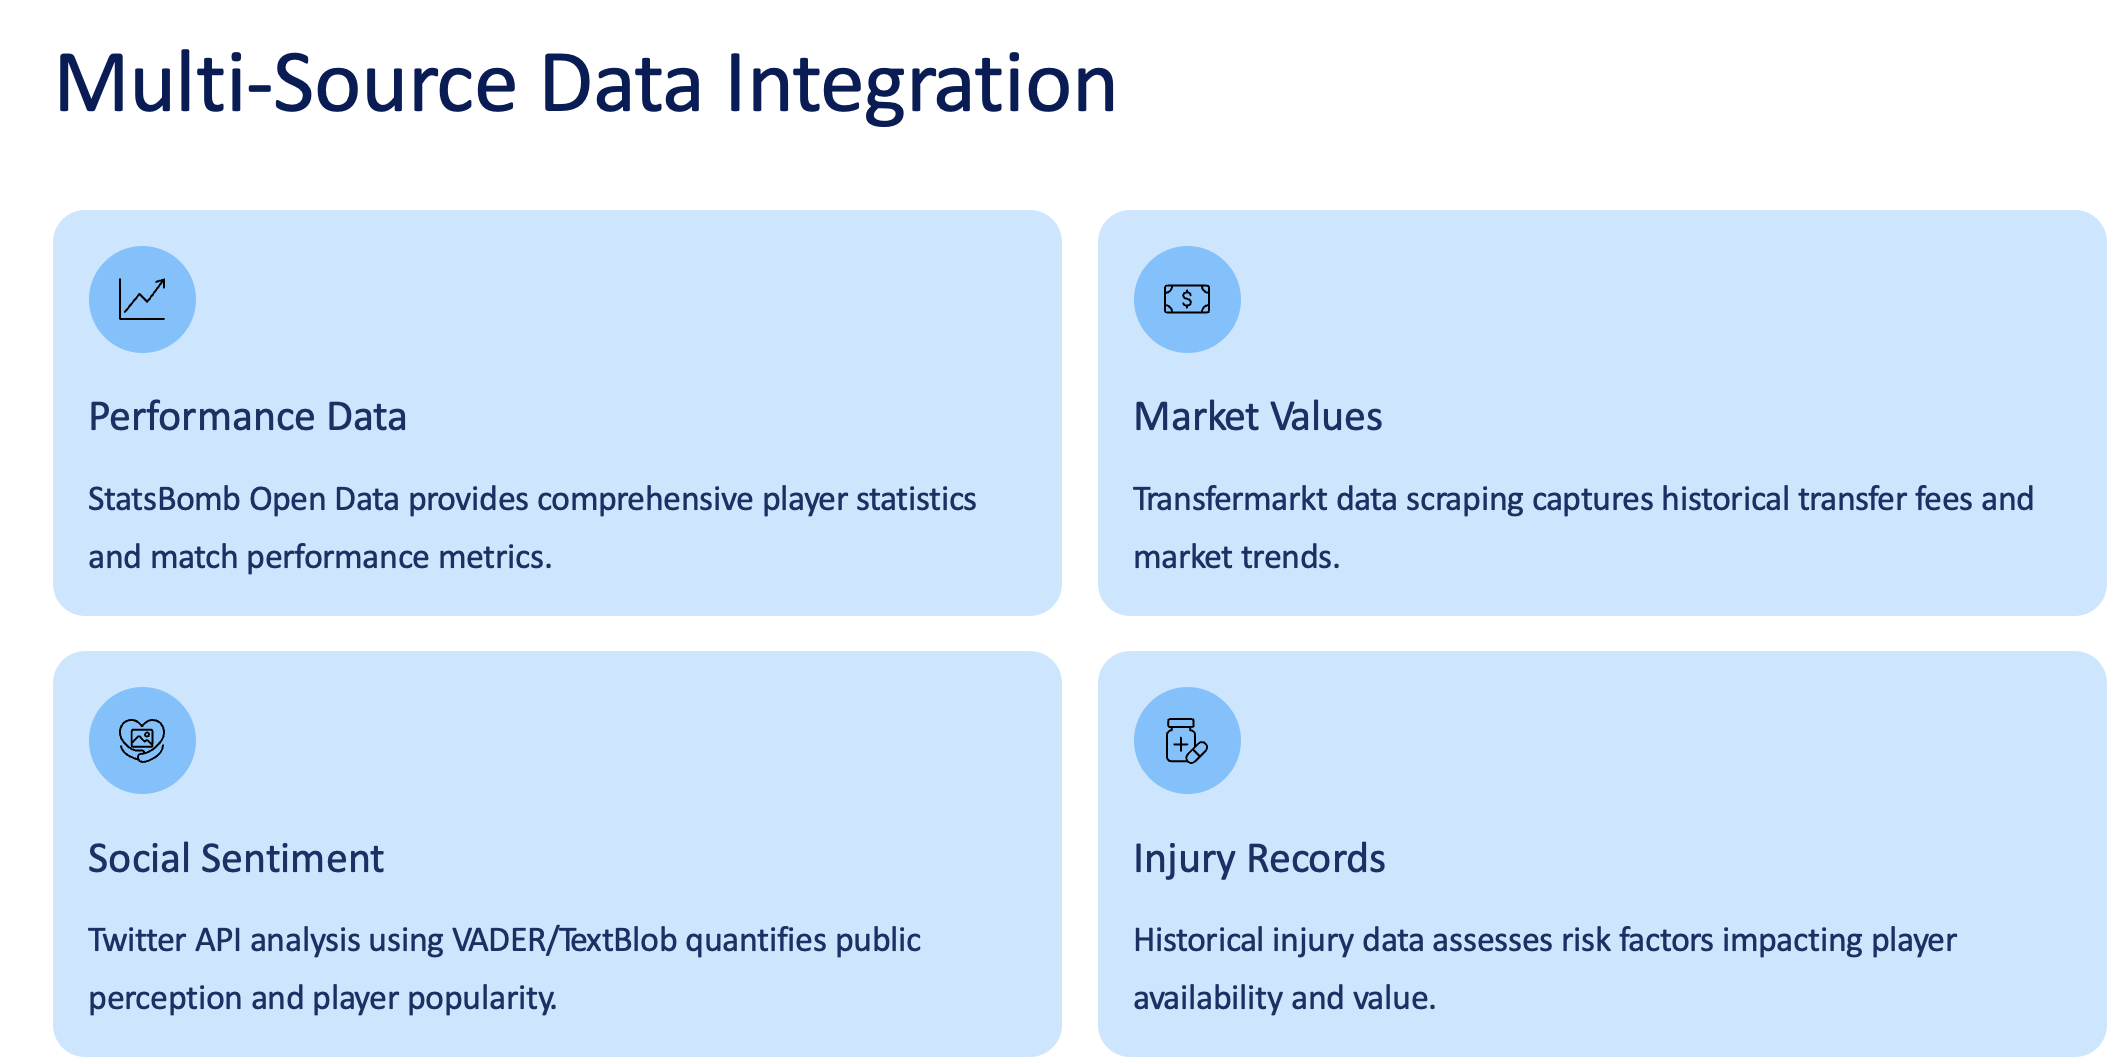 Multi-Source Data Integration
Performance Data
StatsBomb Open Data provides comprehensive player statistics
and match performance metrics.
$
Market Values
Transfermarkt data scraping captures historical transfer fees and
market trends.
Social Sentiment
Twitter API analysis using VADER/TextBlob quantifies public
perception and player popularity.
Injury Records
Historical injury data assesses risk factors impacting player
availability and value.